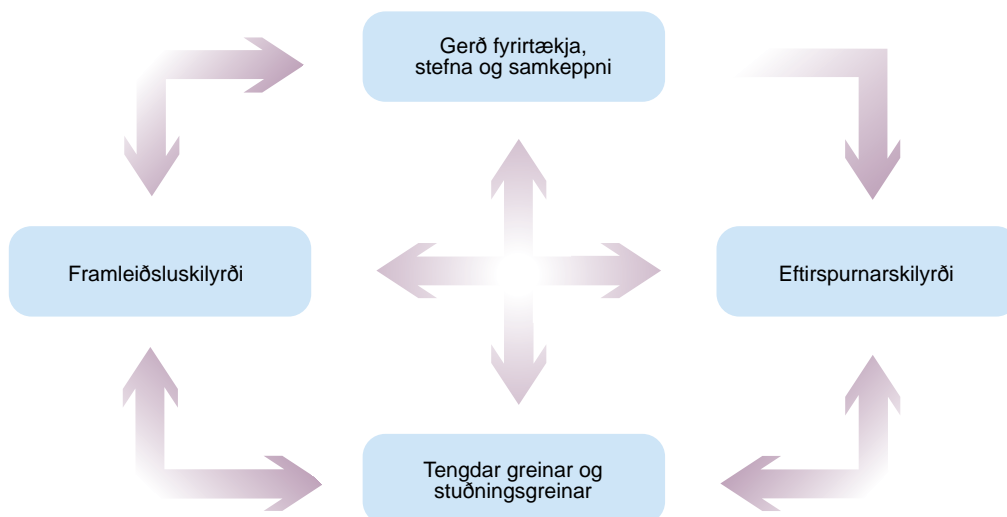 Gerð fyrirtækja,
stefna og samkeppni
Framleiðsluskilyrði
Eftirspurnarskilyrði
Tengdar greinar og
stuðningsgreinar